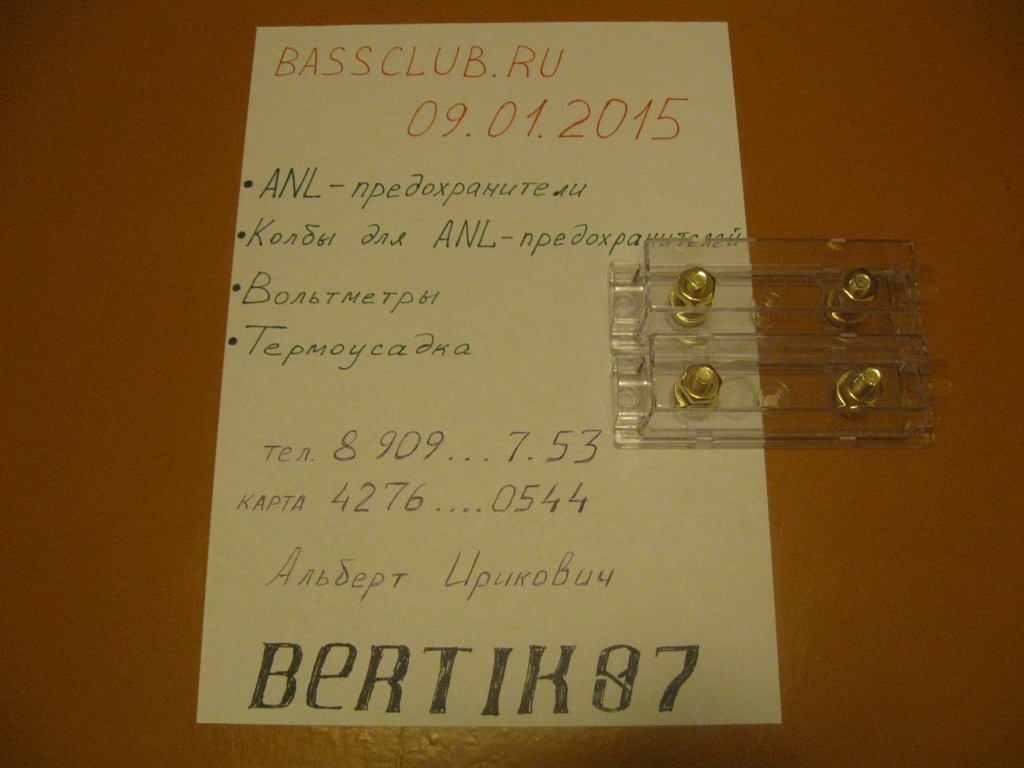 BASSCLUB.RU
09.01.2015
• ANL-предохранители
• Колбы для ANL-предохранителей
• Вольтметры
• Термоусадка
тел. 8 909...7.53
КАРТА 4276....0544
Альберт Ирикович
BERTIK07